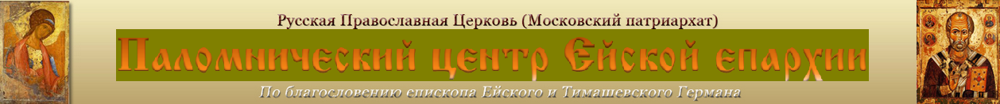 Русская Православная Церковь (Московский патриархат)
Паломнический центр Ейской епархии
По благословению епископа Ейского и Тимашевского Германа